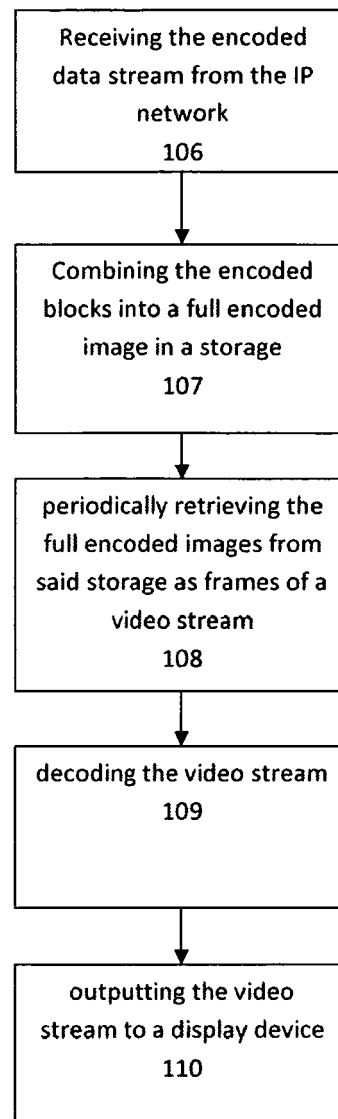 Receiving the encoded
data stream from the IP
network
106
Combining the encoded
blocks into a full encoded
image in a storage
107
periodically retrieving the
full encoded images from
said storage as frames of a
video stream
108
decoding the video stream
109
outputting the video
stream to a display device
110